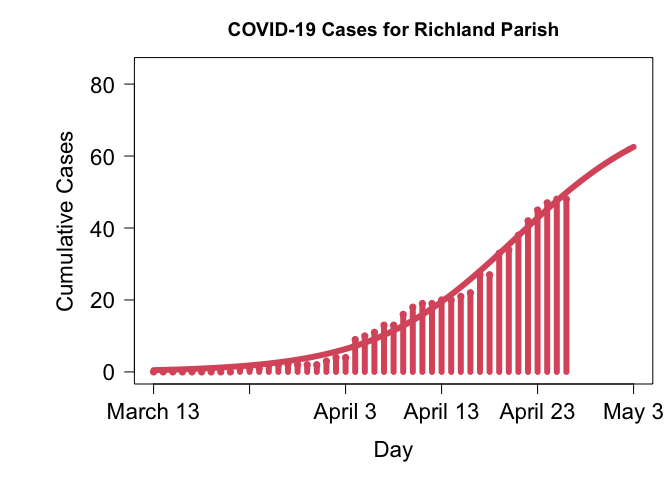 COVID-19 Cases for Richland Parish
80
60
40
20
0
Cumulative Cases
March 13 April 3 April 13 April 23 May 3
Day